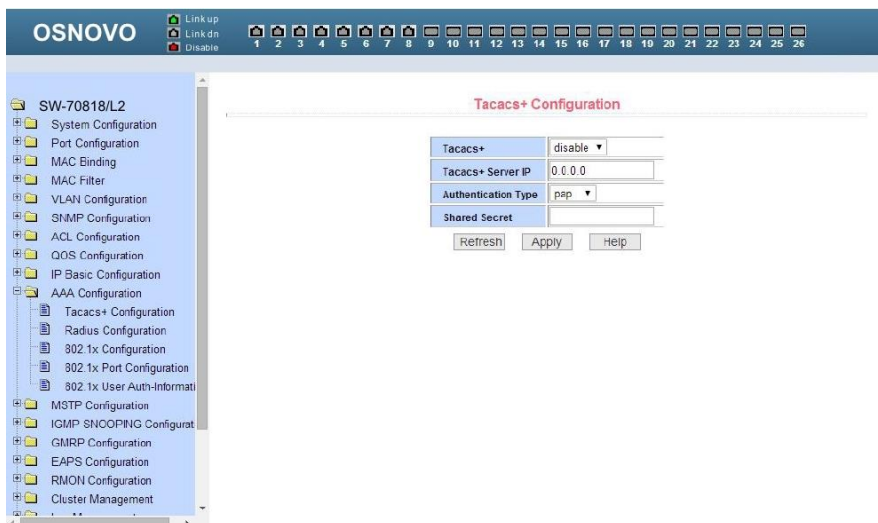 OSNOVO
Link up
Link dn
Disable
1 2 3 4 5 6 7 8 9 10 11 12 13 14 15 16 17 18 19 20 21 22 23 24 25 26
SW-70818/L2
System Configuration
Port Configuration
MAC Binding
MAC Filter
VLAN Configuration
SNMP Configuration
ACL Configuration
QOS Configuration
IP Basic Configuration
AAA Configuration
Tacacs+ Configuration
Radius Configuration
802.1x Configuration
802.1x Port Configuration
802.1x User Auth-Informati
MSTP Configuration
IGMP SNOOPING Configurat
GMRP Configuration
EAPS Configuration
RMON Configuration
Cluster Management
Tacacs+ Configuration
Tacacs+ disable
Tacacs+ Server IP 0.0.0.0
Authentication Type pap
Shared Secret
Refresh Apply Help